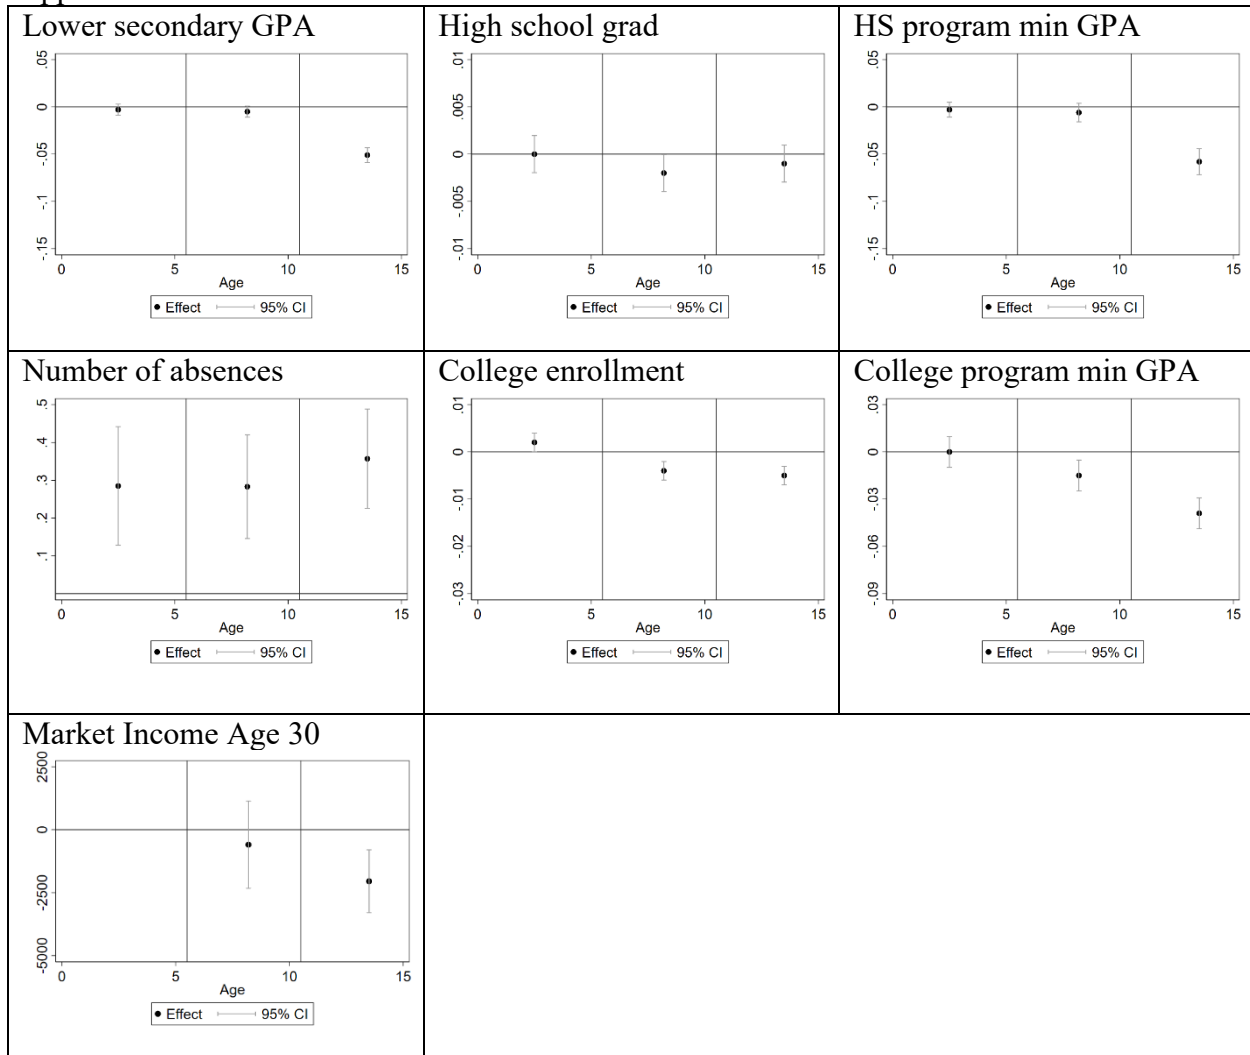 Lower secondary GPA
.05
0
-.05
-.1
-.15
0 5 10 15
Age
Effect 95% CI
High school grad
.01
.005
0
-.005
-.01
0 5 10 15
Age
Effect 95% CI
HS program min GPA
.05
0
-.05
-.1
-.15
0 5 10 15
Age
Effect 95% CI
Number of absences
.5
.4
.3
.2
.1
0 5 10 15
Age
Effect 95% CI
College enrollment
.01
0
-.01
-.02
-.03
0 5 10 15
Age
Effect 95% CI
College program min GPA
.03
0
-.03
-.06
-.09
0 5 10 15
Age
Effect 95% CI
Market Income Age 30
2500
0
-2500
-5000
0 5 10 15
Age
Effect 95% CI